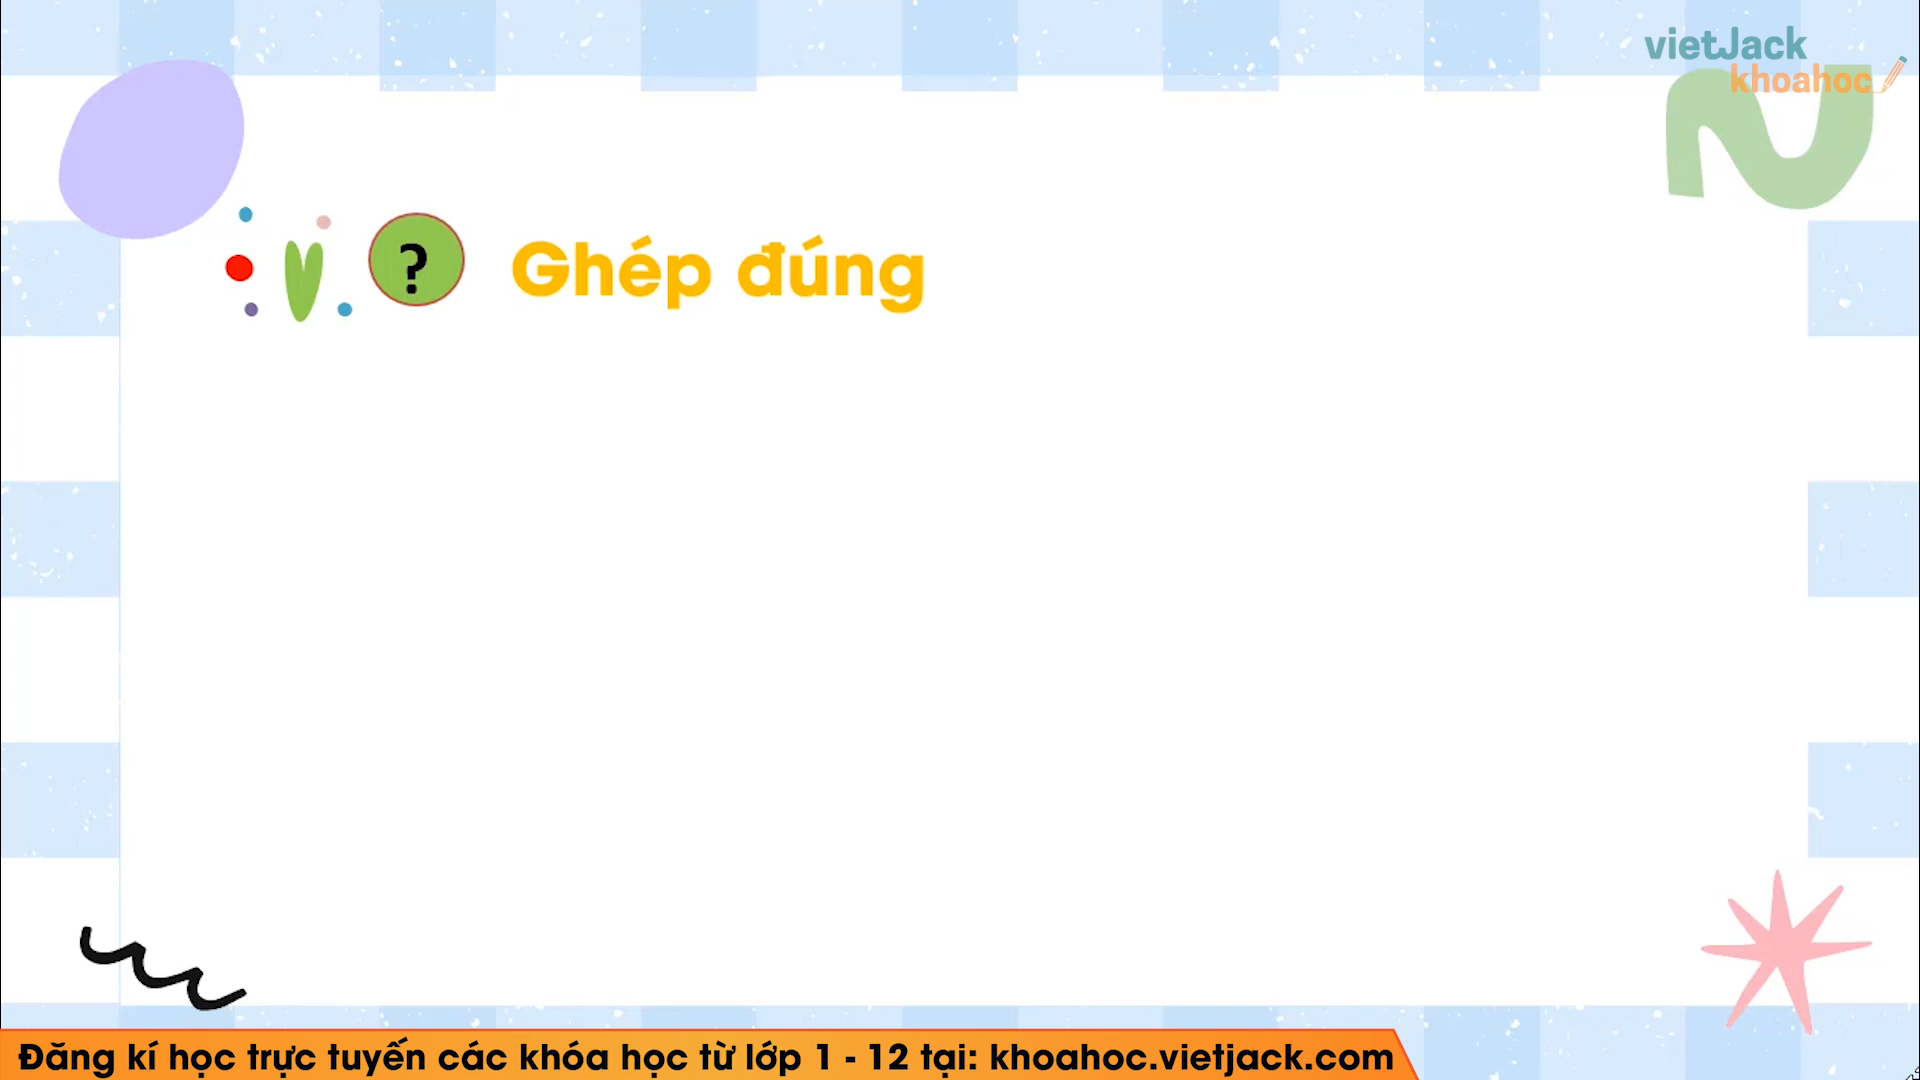 vietJack
khoahoc
? Ghép đúng
Đăng kí học trực tuyến các khóa học từ lớp 1 - 12 tại: khoahoc.vietjack.com